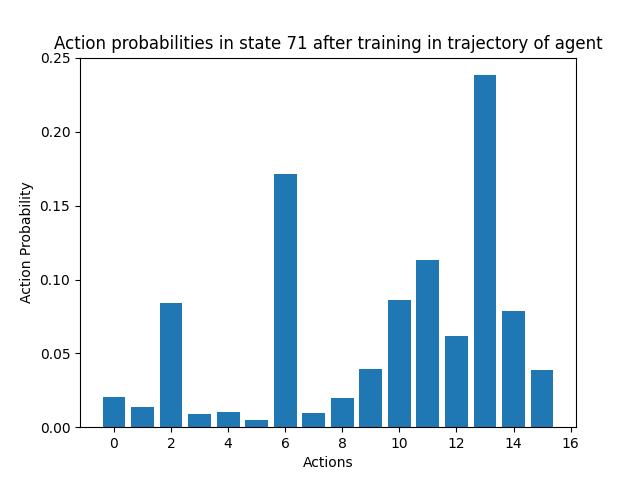 Action probabilities in state 71 after training in trajectory of agent
0.25
0.20
0.15
0.10
0.05
0.00
Action Probability
0 2 4 6 8 10 12 14 16
Actions